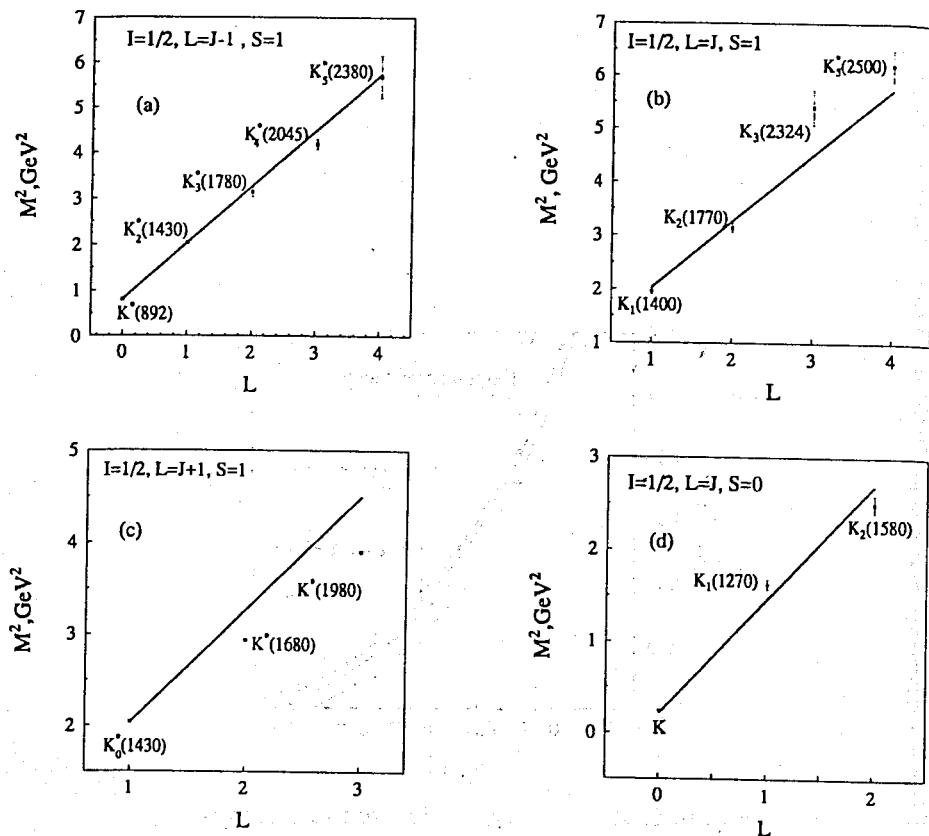 I=1/2, L=J-1 , S=1
(a)
K*5(2380)
K*4(2045)
K*3(1780)
K*2(1430)
K*(892)
M²,GeV²
7
6
5
4
3
2
1
0
0 1 2 3 4
L
I=1/2, L=J, S=1
(b)
K*5(2500)
K3(2324)
K2(1770)
K1(1400)
M², GeV²
7
6
5
4
3
2
1
0 1 2 3 4
L
I=1/2, L=J+1, S=1
(c)
K*(1980)
K*(1680)
K*0(1430)
M²,GeV²
5
4
3
2
1 2 3
L
I=1/2, L=J, S=0
(d)
K2(1580)
K1(1270)
K
M²,GeV²
3
2
1
0
0 1 2
L